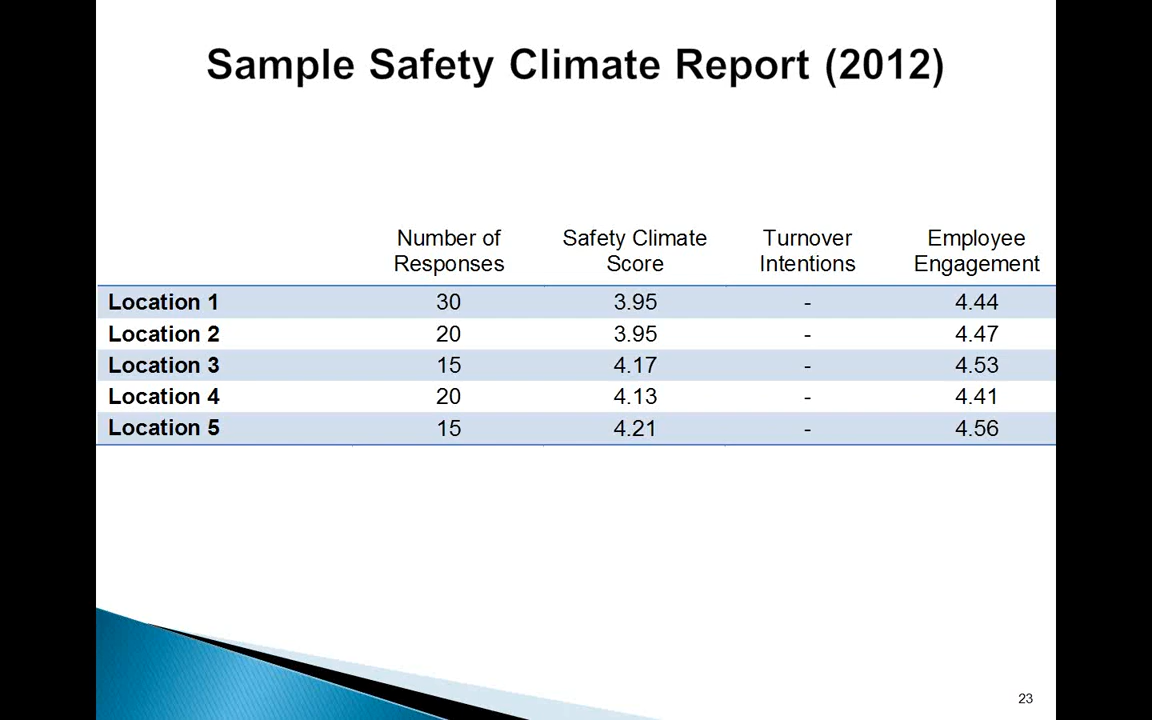 Sample Safety Climate Report (2012)
Number of Responses Safety Climate Score Turnover Intentions Employee Engagement
Location 1 30 3.95 - 4.44
Location 2 20 3.95 - 4.47
Location 3 15 4.17 - 4.53
Location 4 20 4.13 - 4.41
Location 5 15 4.21 - 4.56
23